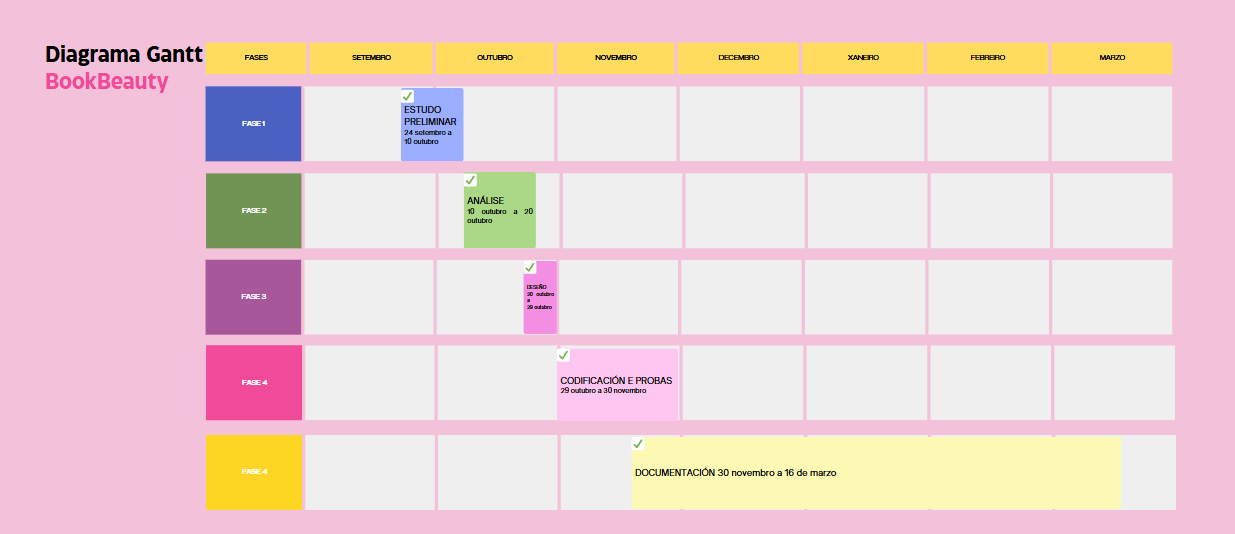 Diagrama Gantt
BookBeauty
FASES
SETEMBRO
OUTUBRO
NOVEMBRO
DECEMBRO
XANEIRO
FEBREIRO
MARZO
FASE 1
ESTUDO
PRELIMINAR
24 setembro a
10 outubro
FASE 2
ANÁLISE
10 outubro a 20
outubro
FASE 3
DESEÑO
20 outubro
a
29 outubro
FASE 4
CODIFICACIÓN E PROBAS
29 outubro a 30 novembro
FASE 4
DOCUMENTACIÓN 30 novembro a 16 de marzo